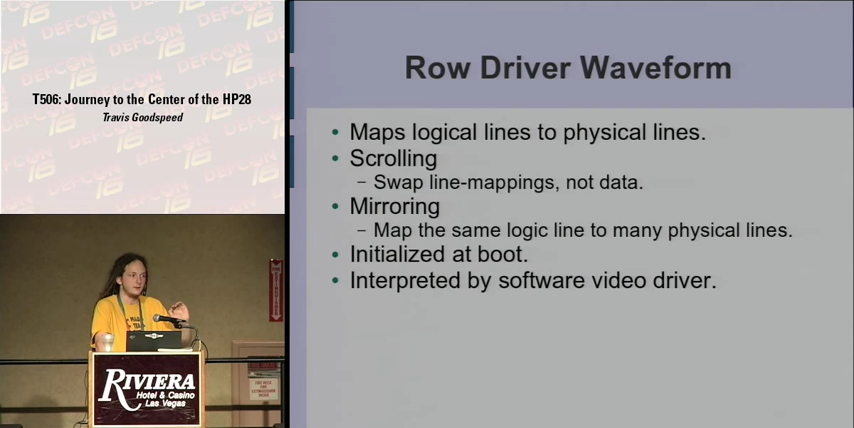 DEFCON 16
T506: Journey to the Center of the HP28
Travis Goodspeed
RIVIERA
Hotel & Casino
Las Vegas
Row Driver Waveform
• Maps logical lines to physical lines.
• Scrolling
– Swap line-mappings, not data.
• Mirroring
– Map the same logic line to many physical lines.
• Initialized at boot.
• Interpreted by software video driver.